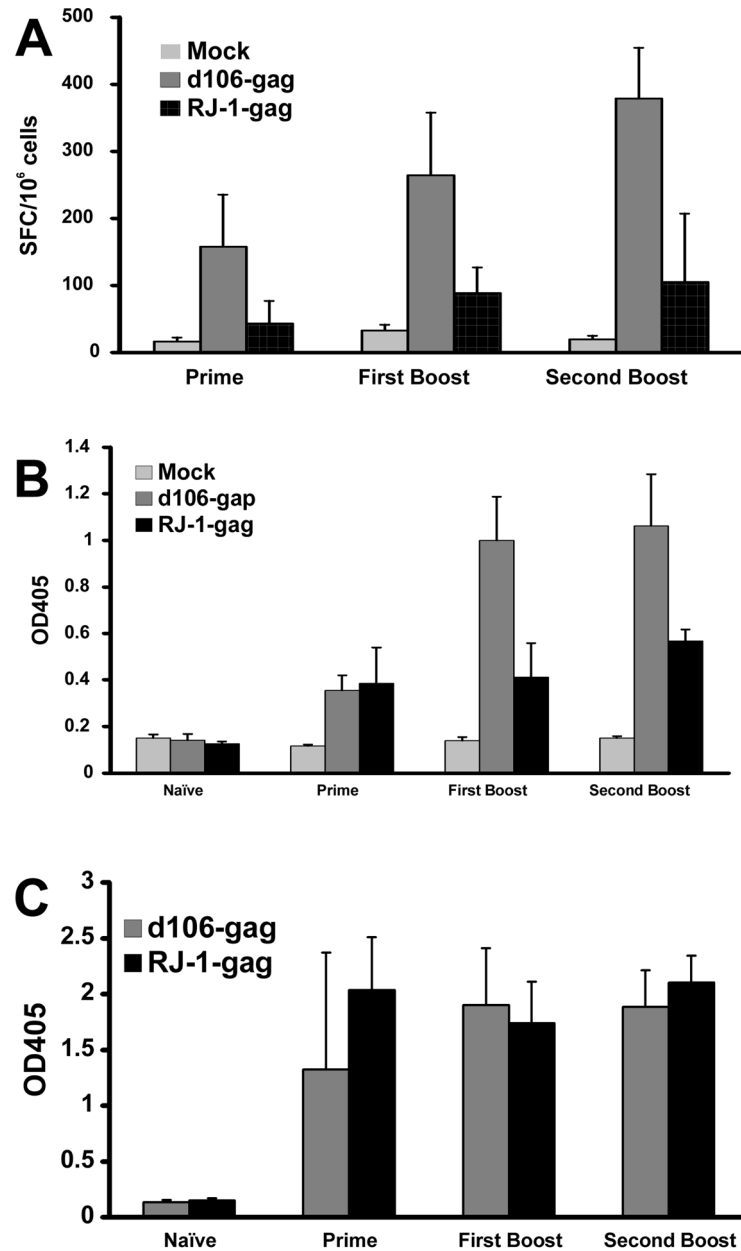 A
500
400
300
200
100
0
SFC/10⁶ cells
Mock
d106-gag
RJ-1-gag
Prime First Boost Second Boost
B
1.4
1.2
1
0.8
0.6
0.4
0.2
0
OD405
Mock
d106-gap
RJ-1-gag
Naïve Prime First Boost Second Boost
C
3
2.5
2
1.5
1
0.5
0
OD405
d106-gag
RJ-1-gag
Naïve Prime First Boost Second Boost